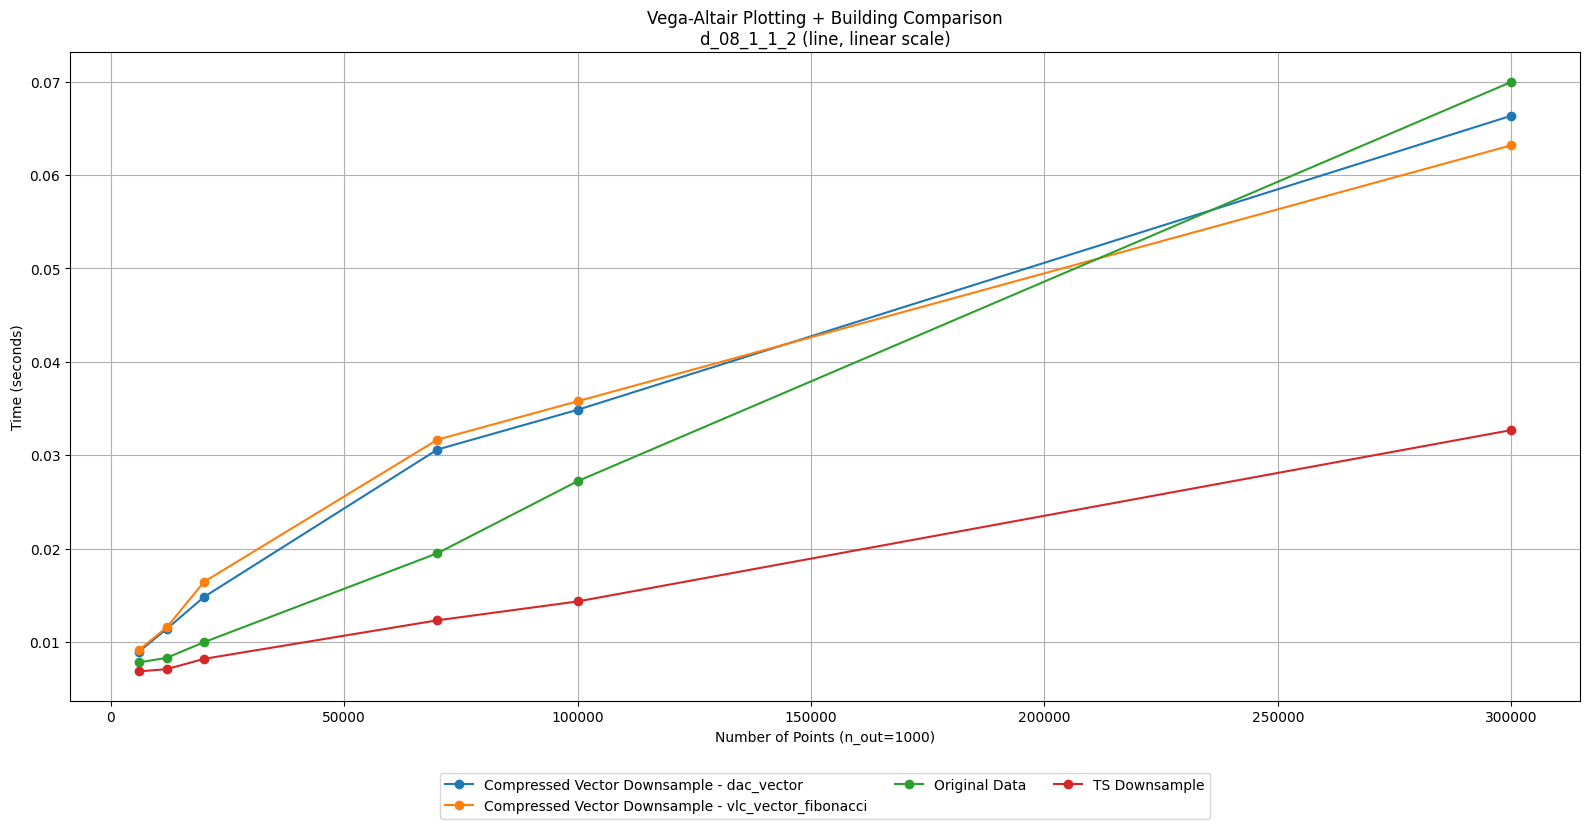 Vega-Altair Plotting + Building Comparison
d_08_1_1_2 (line, linear scale)
0.07
0.06
0.05
0.04
0.03
0.02
0.01
Time (seconds)
0
50000
100000
150000
200000
250000
300000
Number of Points (n_out=1000)
Compressed Vector Downsample - dac_vector
Compressed Vector Downsample - vlc_vector_fibonacci
Original Data
TS Downsample